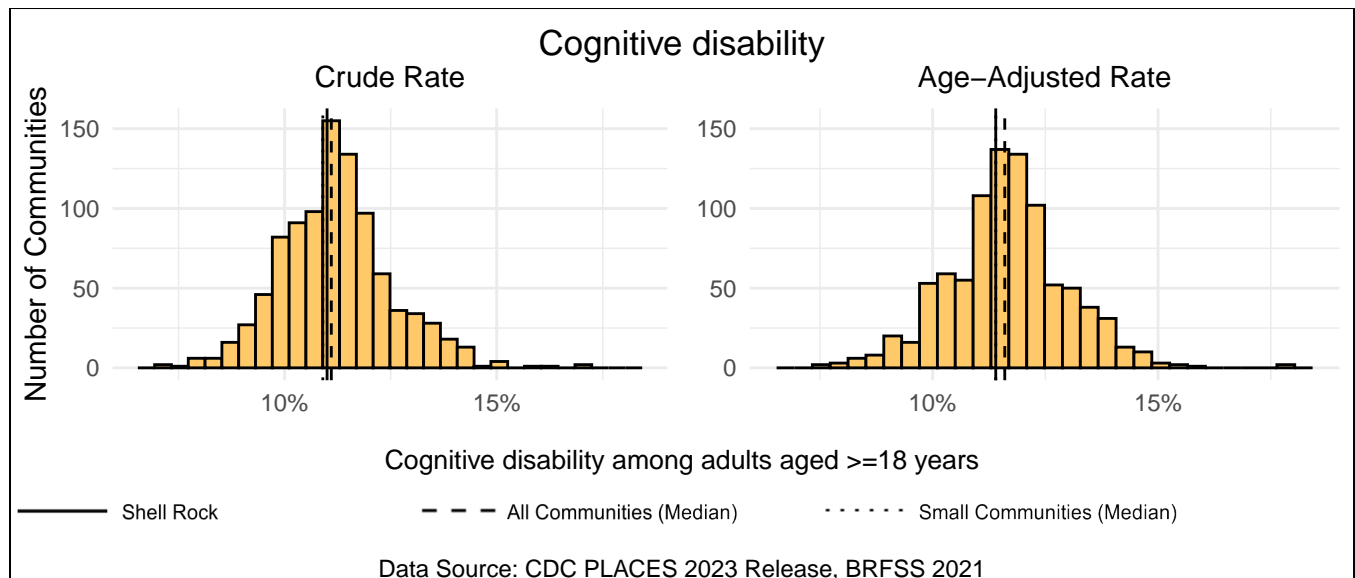 Cognitive disability
Crude Rate
Age−Adjusted Rate
Number of Communities
150
100
50
0
10%
15%
150
100
50
0
10%
15%
Cognitive disability among adults aged >=18 years
Shell Rock
All Communities (Median)
Small Communities (Median)
Data Source: CDC PLACES 2023 Release, BRFSS 2021